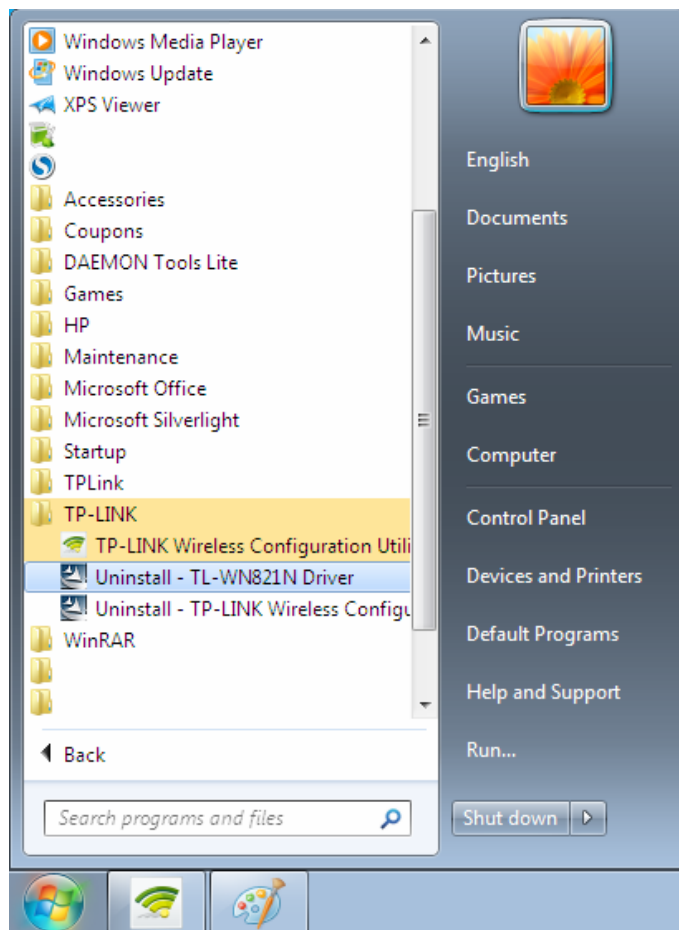 Windows Media Player
Windows Update
XPS Viewer
Accessories
Coupons
DAEMON Tools Lite
Games
HP
Maintenance
Microsoft Office
Microsoft Silverlight
Startup
TPLink
TP-LINK
TP-LINK Wireless Configuration Utili
Uninstall - TL-WN821N Driver
Uninstall - TP-LINK Wireless Configu
WinRAR
Back
Search programs and files
English
Documents
Pictures
Music
Games
Computer
Control Panel
Devices and Printers
Default Programs
Help and Support
Run...
Shut down